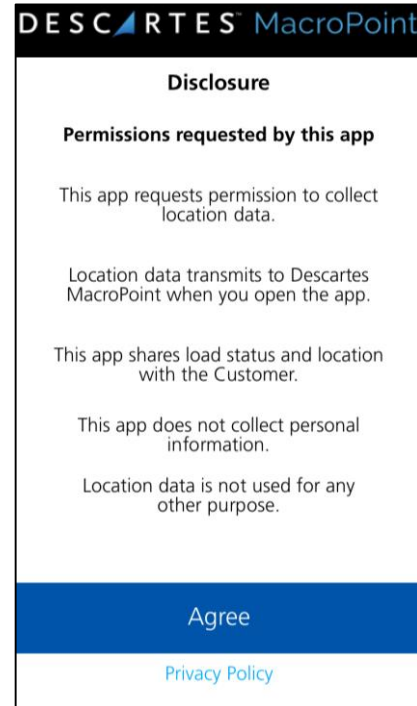 DESCARTES™ MacroPoint
Disclosure
Permissions requested by this app
This app requests permission to collect
location data.
Location data transmits to Descartes
MacroPoint when you open the app.
This app shares load status and location
with the Customer.
This app does not collect personal
information.
Location data is not used for any
other purpose.
Agree
Privacy Policy